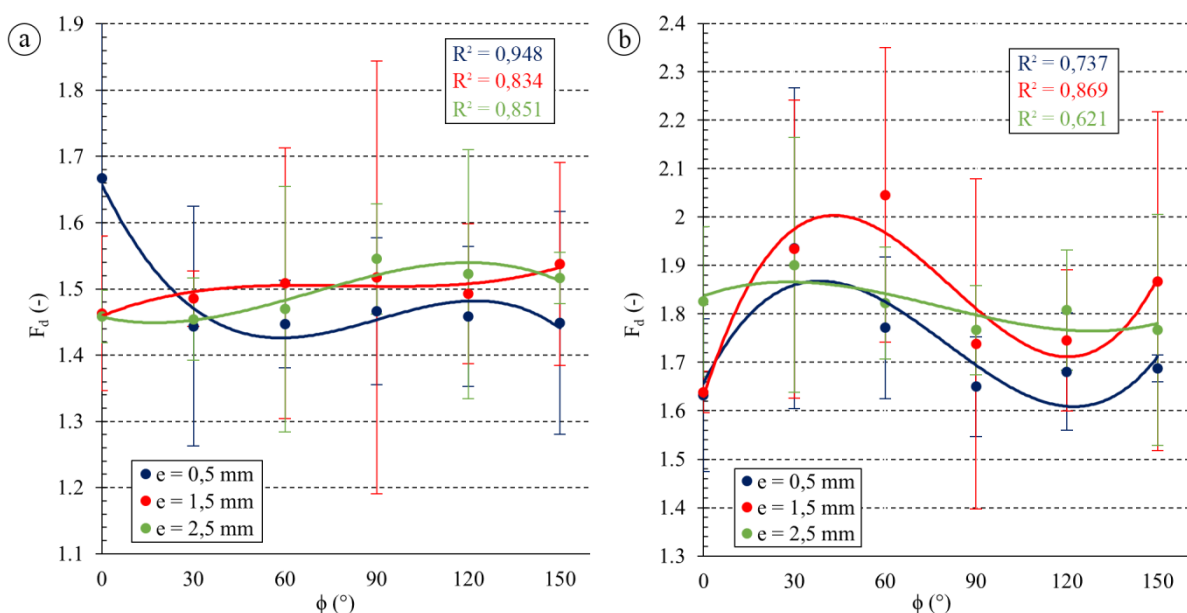 a
1.9
1.8
1.7
1.6
1.5
1.4
1.3
1.2
1.1
F_d (-)
R² = 0,948
R² = 0,834
R² = 0,851
e = 0,5 mm
e = 1,5 mm
e = 2,5 mm
0 30 60 90 120 150
ϕ (°)
b
2.4
2.3
2.2
2.1
2
1.9
1.8
1.7
1.6
1.5
1.4
1.3
F_d (-)
R² = 0,737
R² = 0,869
R² = 0,621
e = 0,5 mm
e = 1,5 mm
e = 2,5 mm
0 30 60 90 120 150
ϕ (°)